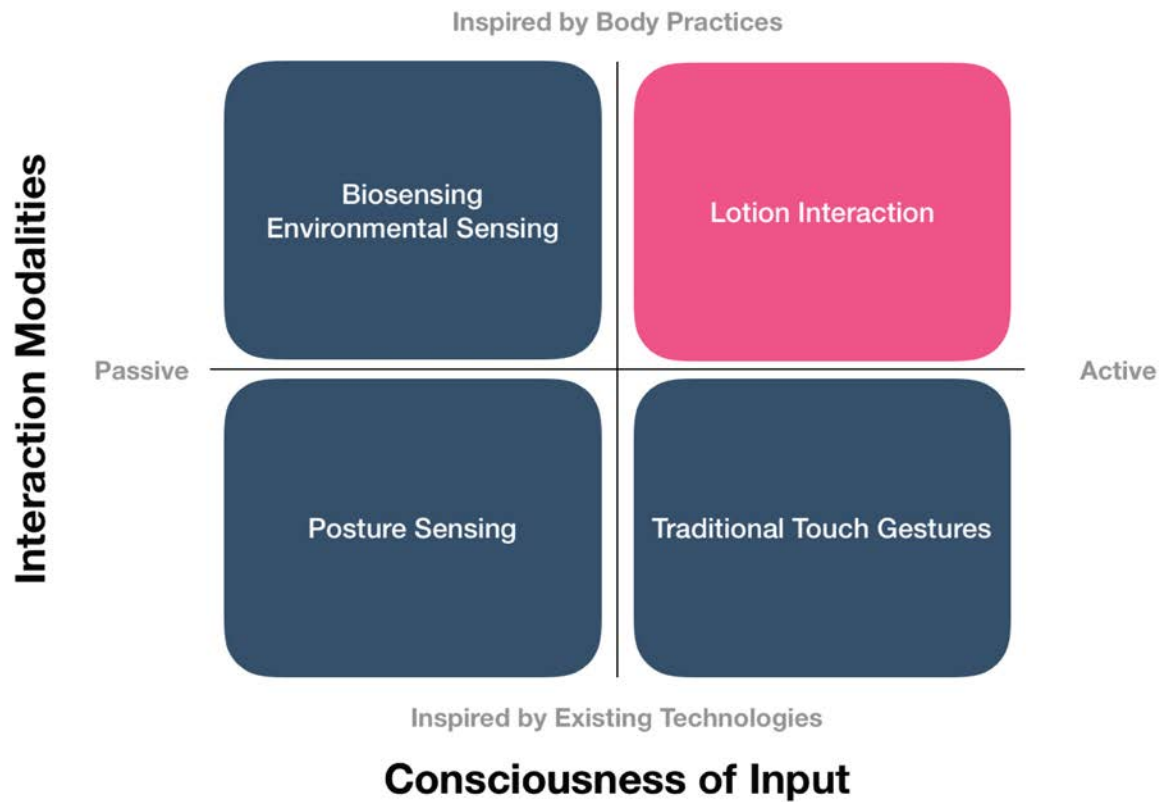 Inspired by Body Practices
Interaction Modalities
Biosensing
Environmental Sensing
Lotion Interaction
Passive
Active
Posture Sensing
Traditional Touch Gestures
Inspired by Existing Technologies
Consciousness of Input